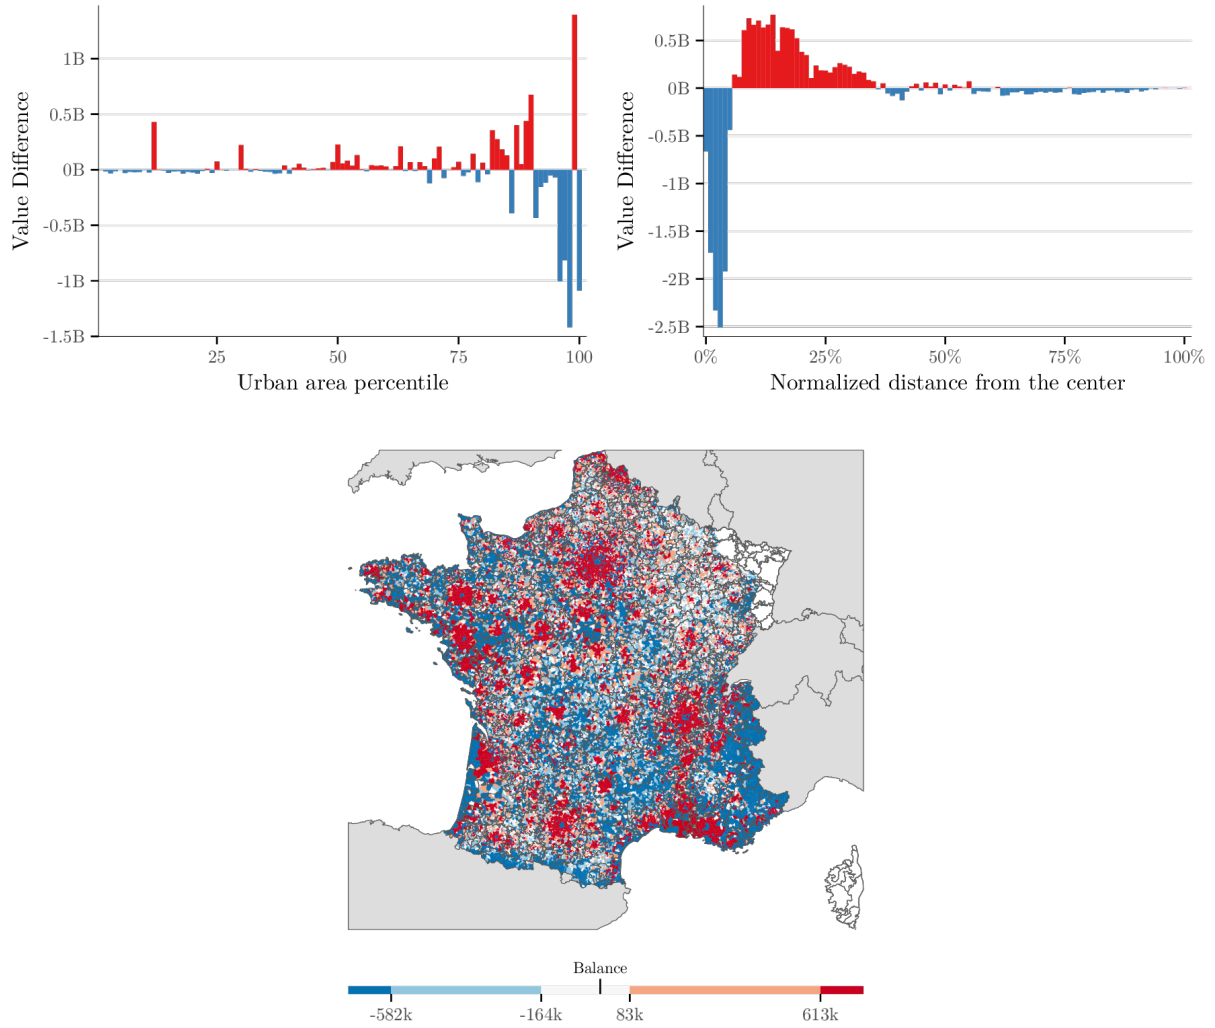 1B
0.5B
0B
-0.5B
-1B
-1.5B
Value Difference
25
50
75
100
Urban area percentile
0.5B
0B
-0.5B
-1B
-1.5B
-2B
-2.5B
Value Difference
0%
25%
50%
75%
100%
Normalized distance from the center
Balance
-582k
-164k
83k
613k